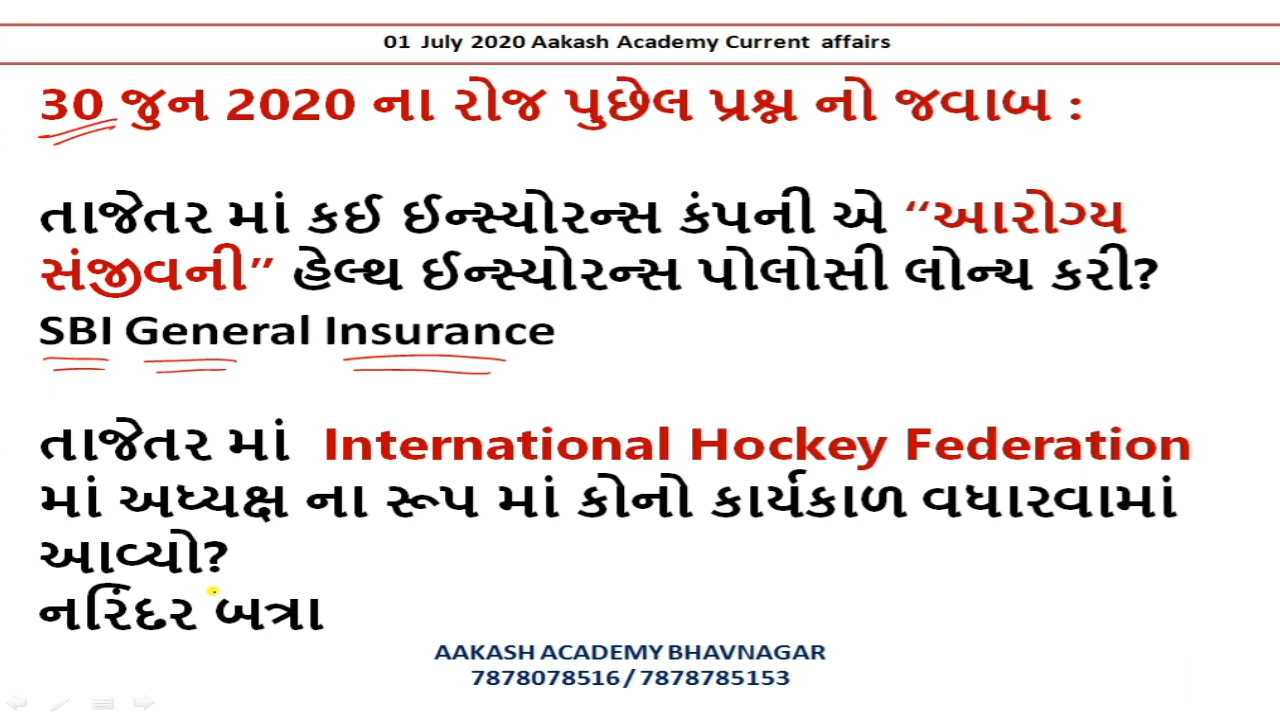 01 July 2020 Aakash Academy Current affairs
30 જુન 2020 ના રોજ પુછેલ પ્રશ્ન નો જવાબ :
તાજેતર માં કઈ ઈન્સ્યોરન્સ કંપની એ “આરોગ્ય
સંજીવની” હેલ્થ ઈન્સ્યોરન્સ પોલોસી લોન્ચ કરી?
SBI General Insurance
તાજેતર માં International Hockey Federation
માં અધ્યક્ષ ના રૂપ માં કોનો કાર્યકાળ વધારવામાં
આવ્યો?
નરિંદર બત્રા
AAKASH ACADEMY BHAVNAGAR
7878078516 / 7878785153